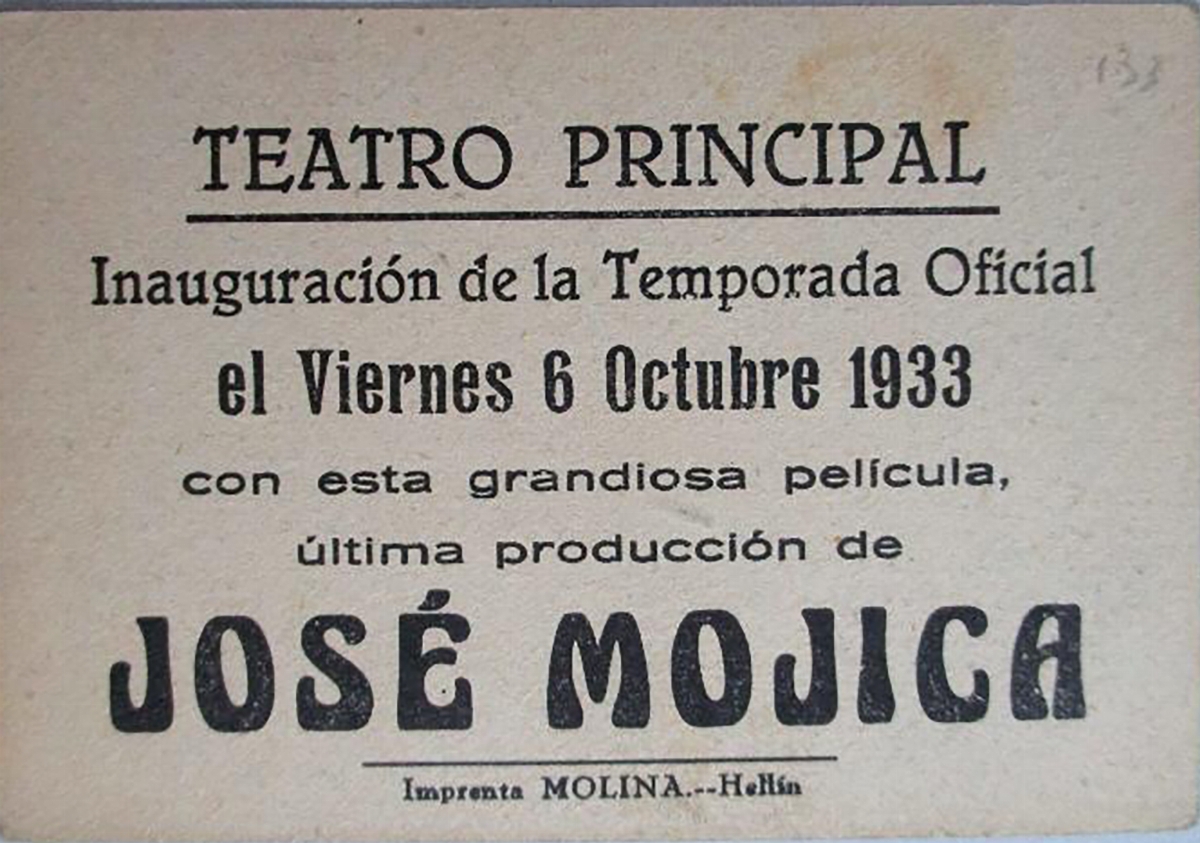 133
TEATRO PRINCIPAL
Inauguración de la Temporada Oficial
el Viernes 6 Octubre 1933
con esta grandiosa película,
última producción de
JOSÉ MOJICA
Imprenta MOLINA.--Hellín